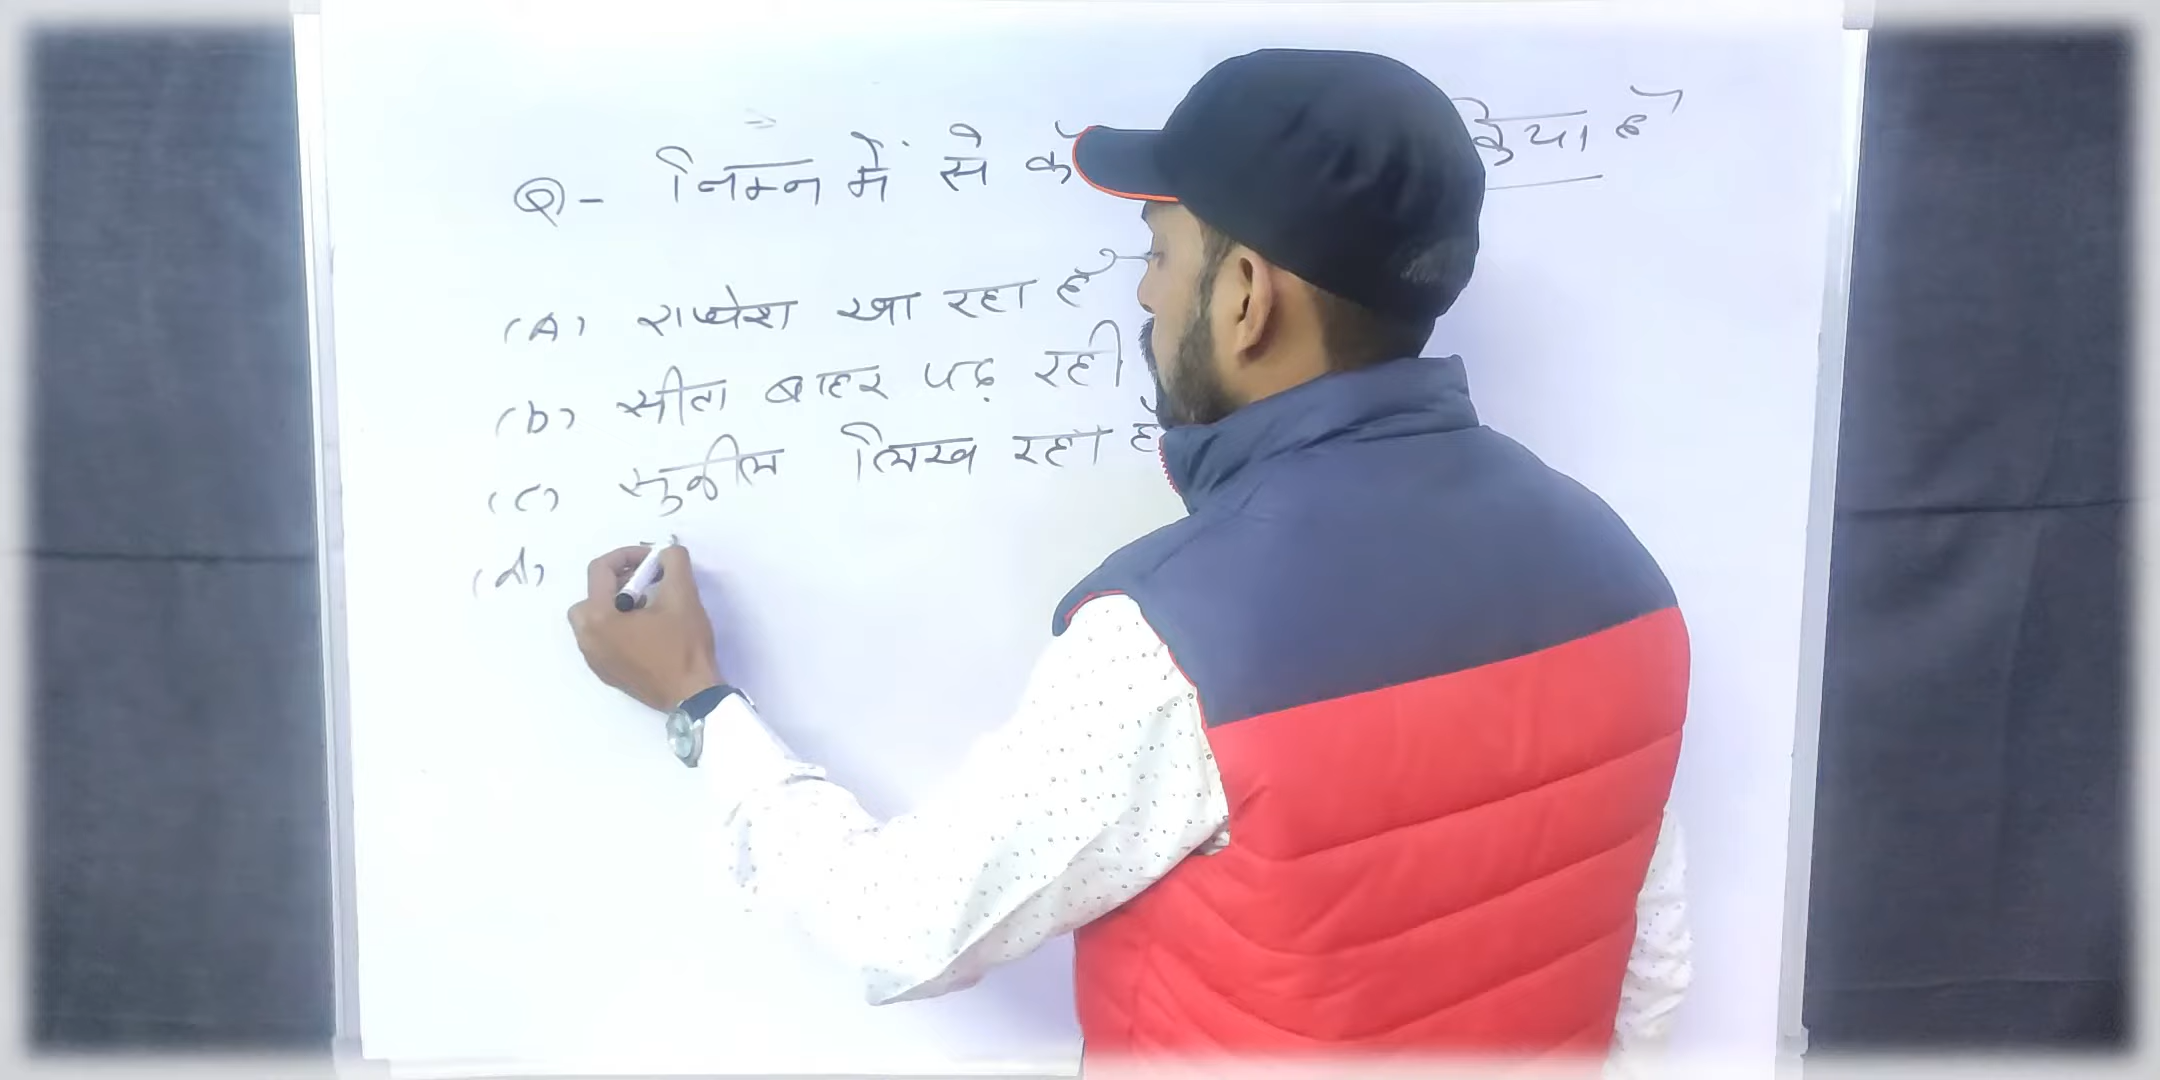 Q- निम्न में से क्रिया है
(A) राजेश खा रहा है
(b) सीता बाहर पढ़ रही
(c) सुनील लिख रहा है
(d)